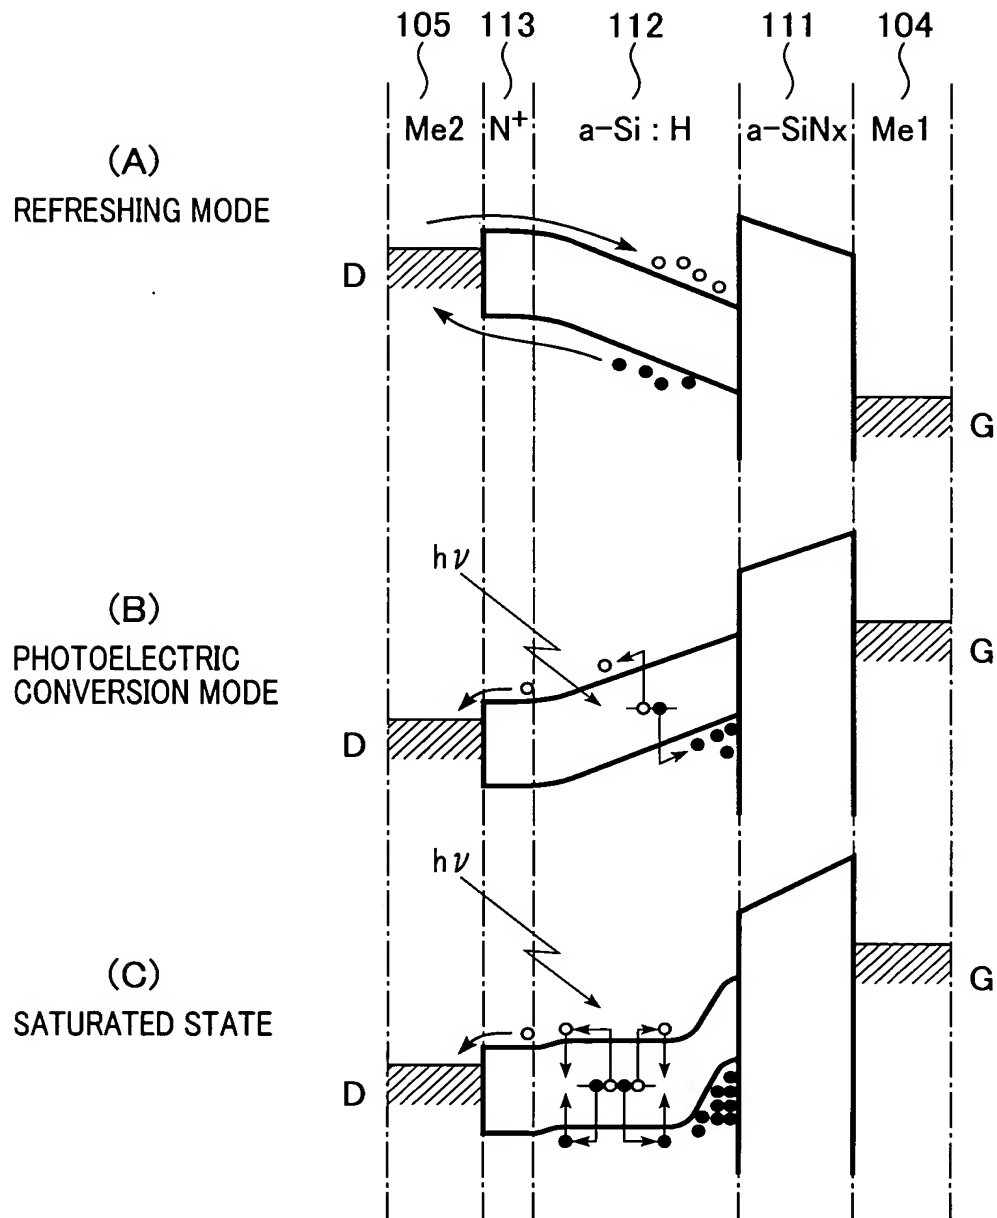 105 113 112 111 104
Me2 N+ a-Si : H a-SiNx Me1
(A)
REFRESHING MODE
D
G
hν
(B)
PHOTOELECTRIC
CONVERSION MODE
G
D
hν
(C)
SATURATED STATE
G
D